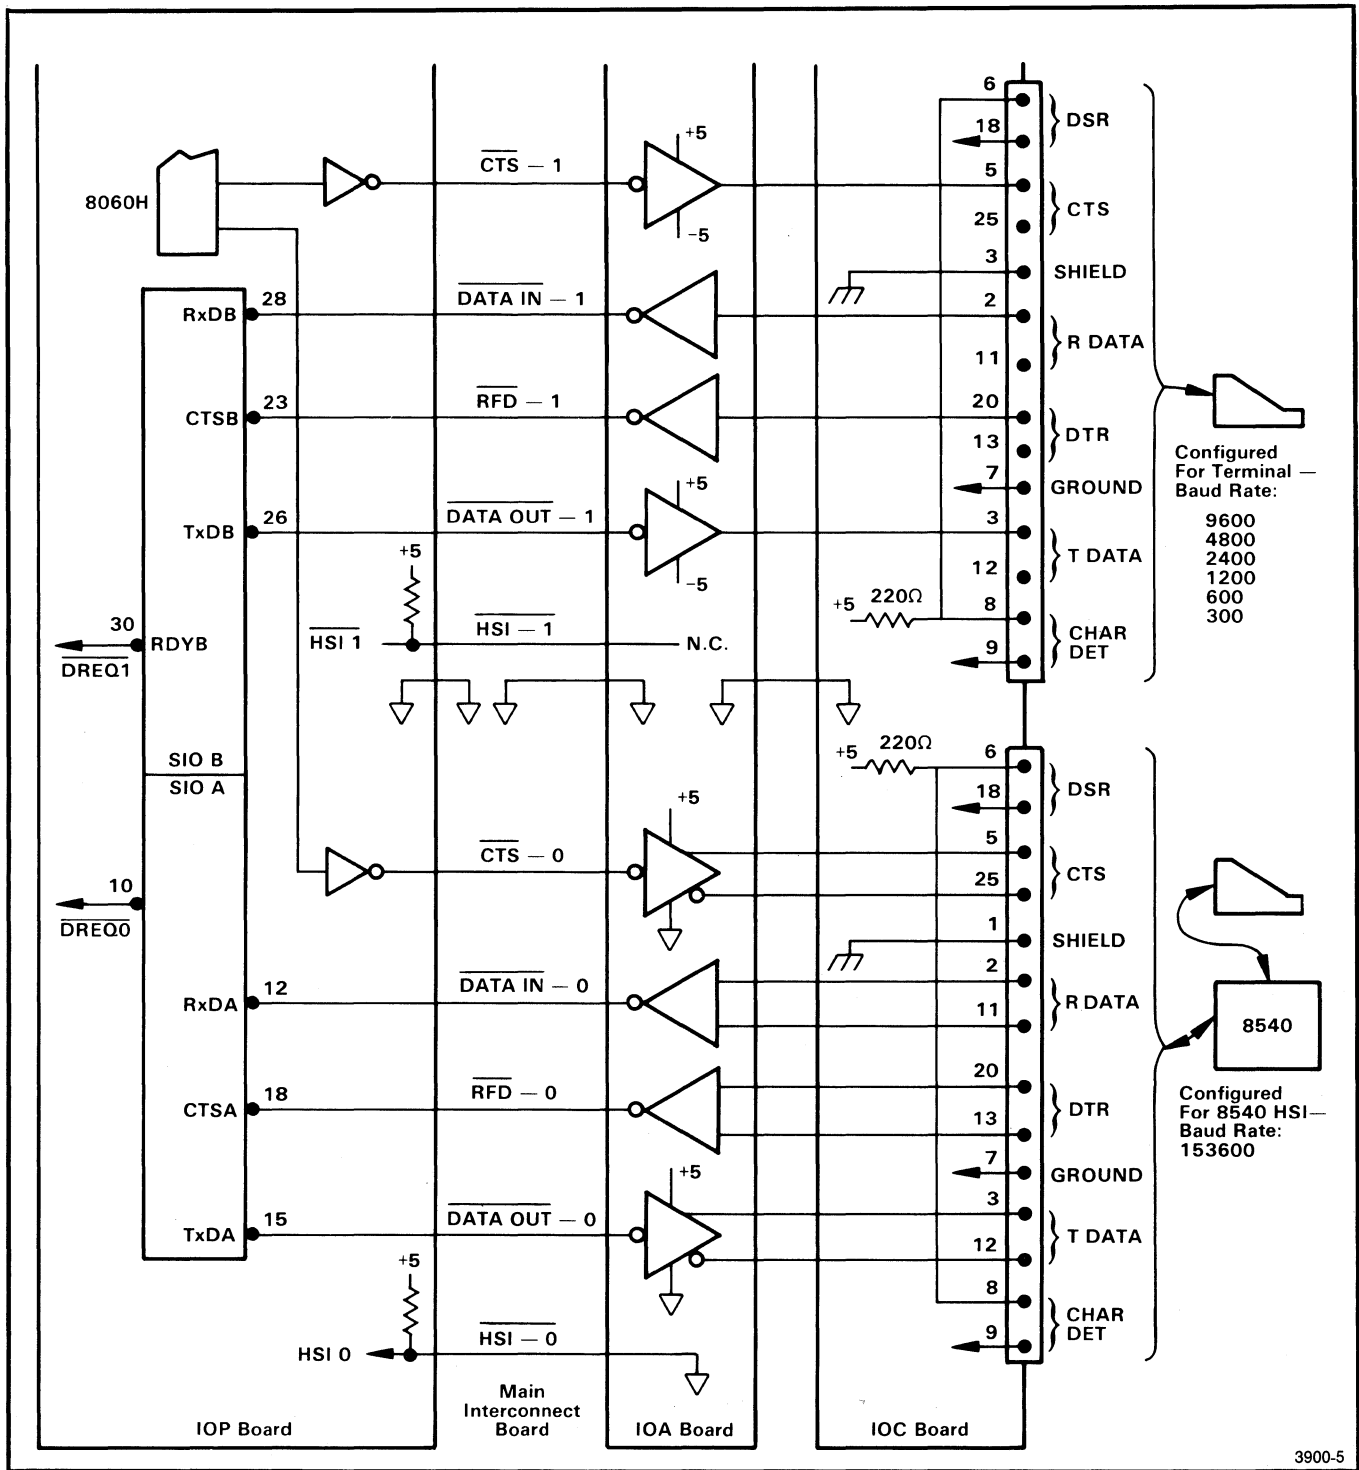 6
DSR
18
+5
CTS — 1
5
8060H
CTS
25
-5
3
SHIELD
28
DATA IN — 1
2
RxDB
R DATA
11
23
RFD — 1
20
CTSB
DTR
13
7
GROUND
+5
26
DATA OUT — 1
3
TxDB
T DATA
12
+5
-5
220Ω
+5
8
30
RDYB
HSI 1
HSI — 1
N.C.
CHAR
DET
9
DREQ1
Configured
For Terminal —
Baud Rate:
9600
4800
2400
1200
600
300
SIO B
SIO A
220Ω
+5
6
DSR
18
+5
CTS — 0
5
CTS
25
10
DREQ0
1
SHIELD
12
DATA IN — 0
2
RxDA
R DATA
11
18
RFD — 0
20
CTSA
DTR
13
7
GROUND
+5
15
DATA OUT — 0
3
TxDA
T DATA
12
+5
8
CHAR
DET
HSI 0
HSI — 0
9
8540
Configured
For 8540 HSI—
Baud Rate:
153600
IOP Board
Main
Interconnect
Board
IOA Board
IOC Board
3900-5